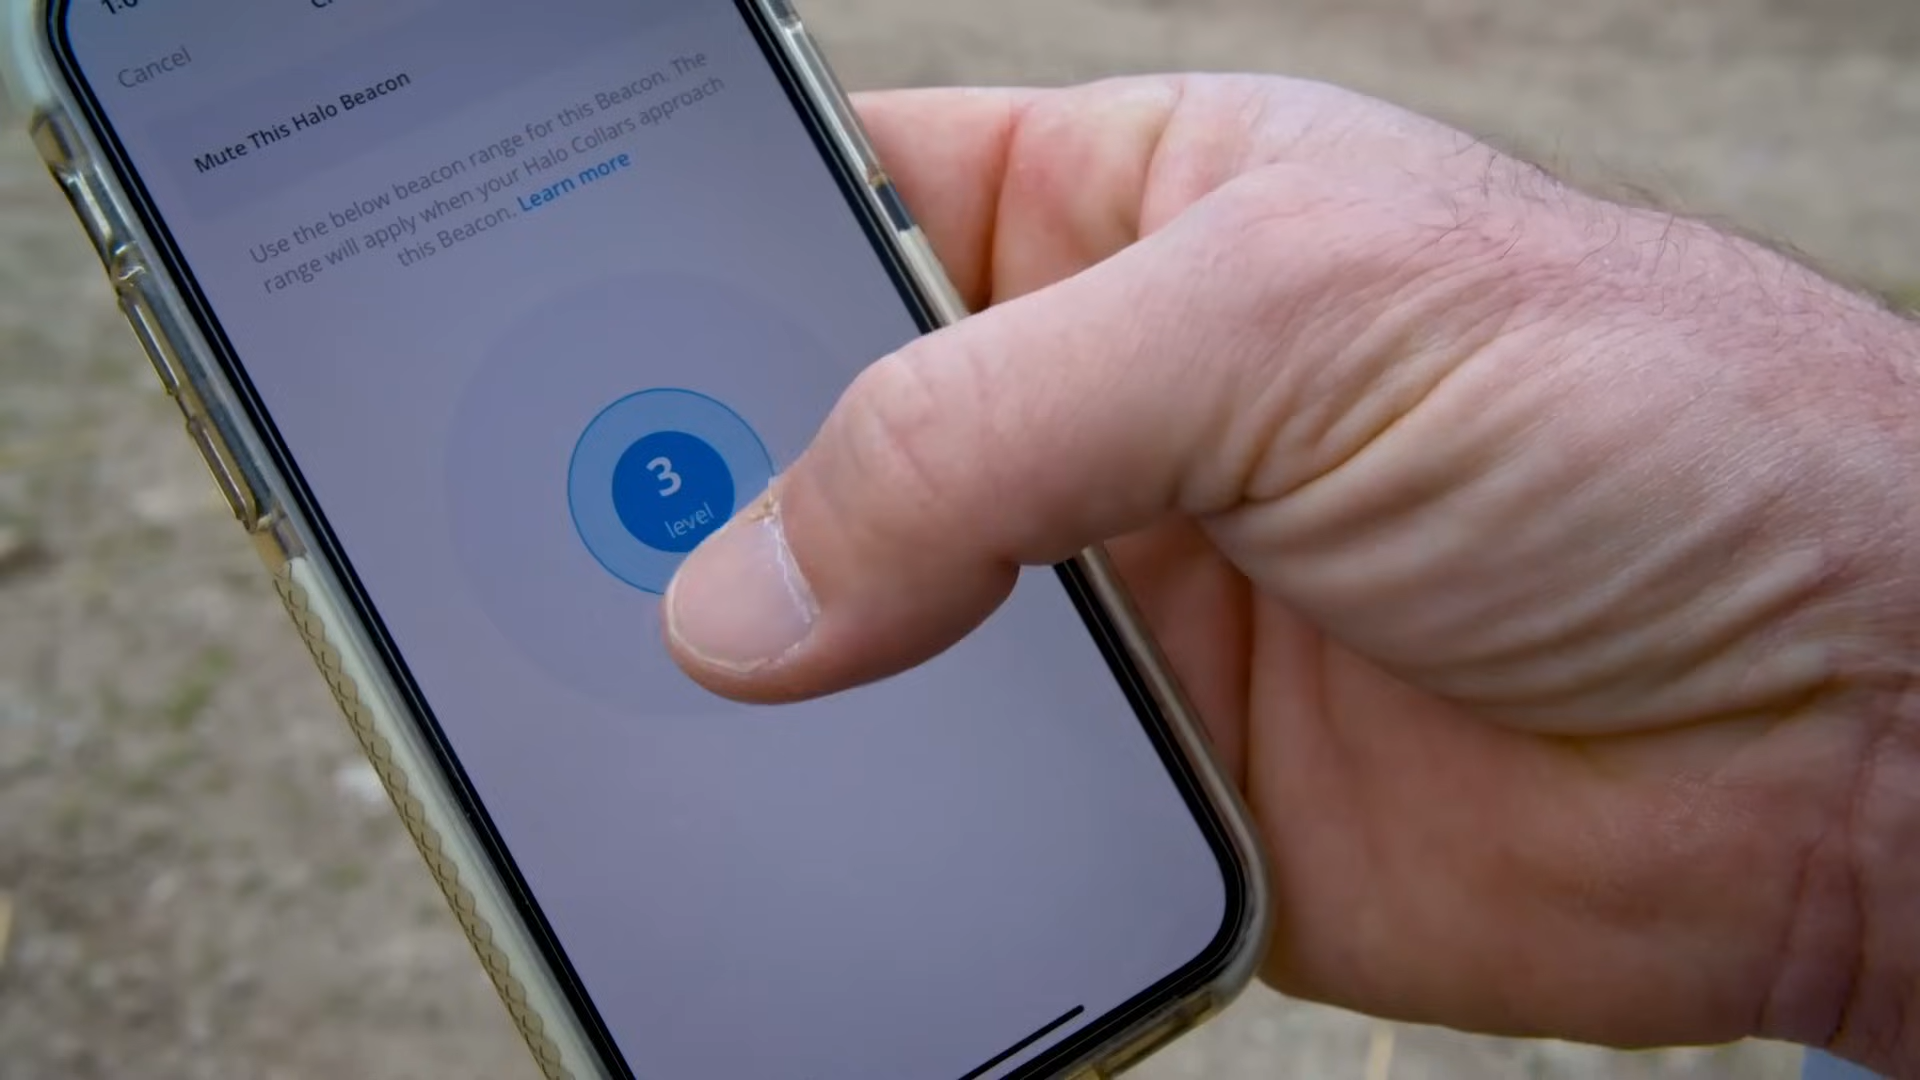 Cancel
Mute This Halo Beacon
Use the below beacon range for this Beacon. The
range will apply when your Halo Collars approach
this Beacon. Learn more
3
level